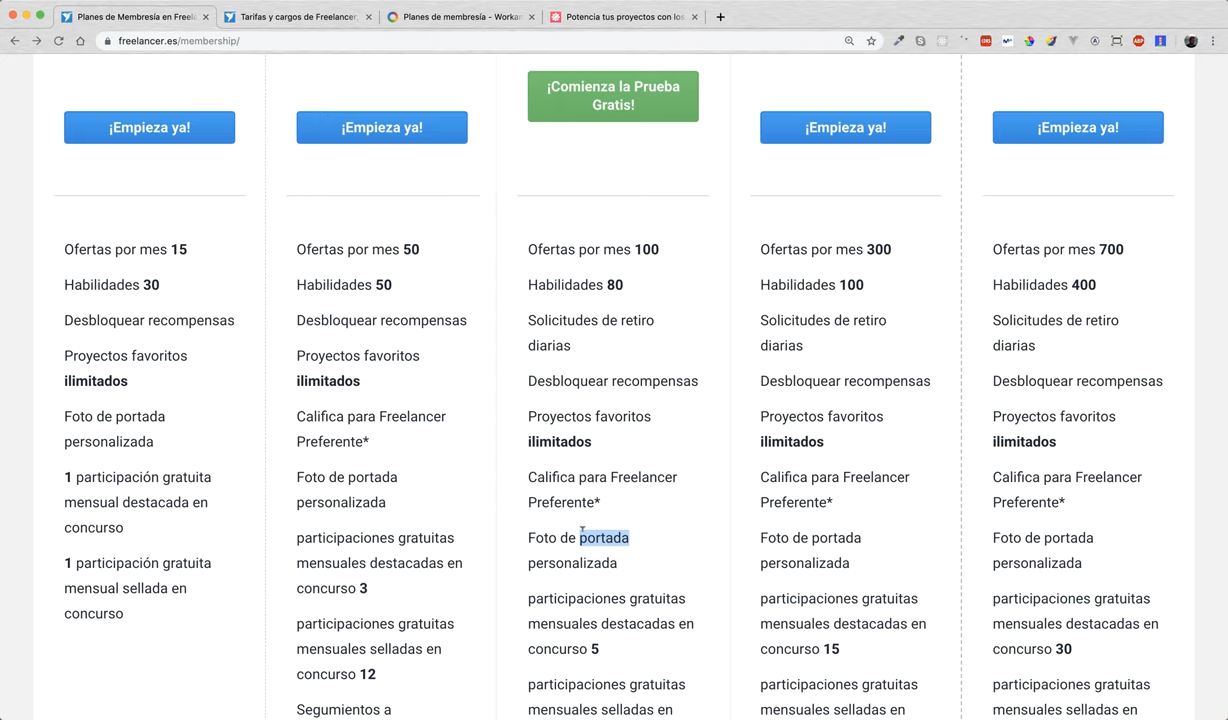 Planes de Membresía en Freel
Tarifas y cargos de Freelancer
Planes de membresía - Workan
Potencia tus proyectos con los
freelancer.es/membership/
¡Empieza ya!
¡Empieza ya!
¡Comienza la Prueba
Gratis!
¡Empieza ya!
¡Empieza ya!
Ofertas por mes 15
Habilidades 30
Desbloquear recompensas
Proyectos favoritos
ilimitados
Foto de portada
personalizada
1 participación gratuita
mensual destacada en
concurso
1 participación gratuita
mensual sellada en
concurso
Ofertas por mes 50
Habilidades 50
Desbloquear recompensas
Proyectos favoritos
ilimitados
Califica para Freelancer
Preferente*
Foto de portada
personalizada
participaciones gratuitas
mensuales destacadas en
concurso 3
participaciones gratuitas
mensuales selladas en
concurso 12
Segumientos a
Ofertas por mes 100
Habilidades 80
Solicitudes de retiro
diarias
Desbloquear recompensas
Proyectos favoritos
ilimitados
Califica para Freelancer
Preferente*
Foto de portada
personalizada
participaciones gratuitas
mensuales destacadas en
concurso 5
participaciones gratuitas
mensuales selladas en
Ofertas por mes 300
Habilidades 100
Solicitudes de retiro
diarias
Desbloquear recompensas
Proyectos favoritos
ilimitados
Califica para Freelancer
Preferente*
Foto de portada
personalizada
participaciones gratuitas
mensuales destacadas en
concurso 15
participaciones gratuitas
mensuales selladas en
Ofertas por mes 700
Habilidades 400
Solicitudes de retiro
diarias
Desbloquear recompensas
Proyectos favoritos
ilimitados
Califica para Freelancer
Preferente*
Foto de portada
personalizada
participaciones gratuitas
mensuales destacadas en
concurso 30
participaciones gratuitas
mensuales selladas en